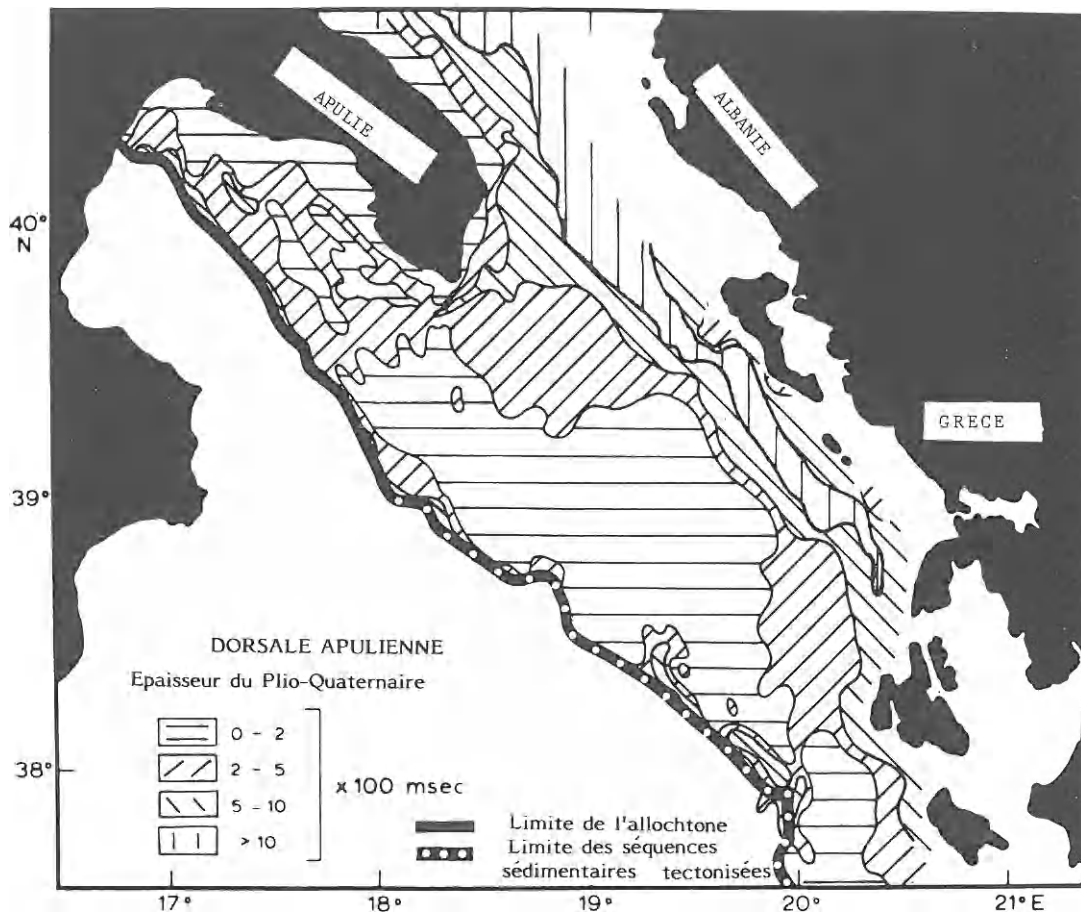 APULIE
ALBANIE
GRECE
40°
N
39°
38°
DORSALE APULIENNE
Epaisseur du Plio-Quaternaire
0 - 2
2 - 5
5 - 10
> 10
x 100 msec
Limite de l'allochtone
Limite des séquences
sédimentaires tectonisées
17°
18°
19°
20°
21° E